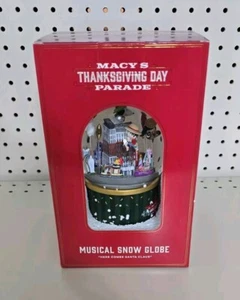 MACY'S
THANKSGIVING DAY
PARADE
MUSICAL SNOW GLOBE
"HERE COMES SANTA CLAUS"